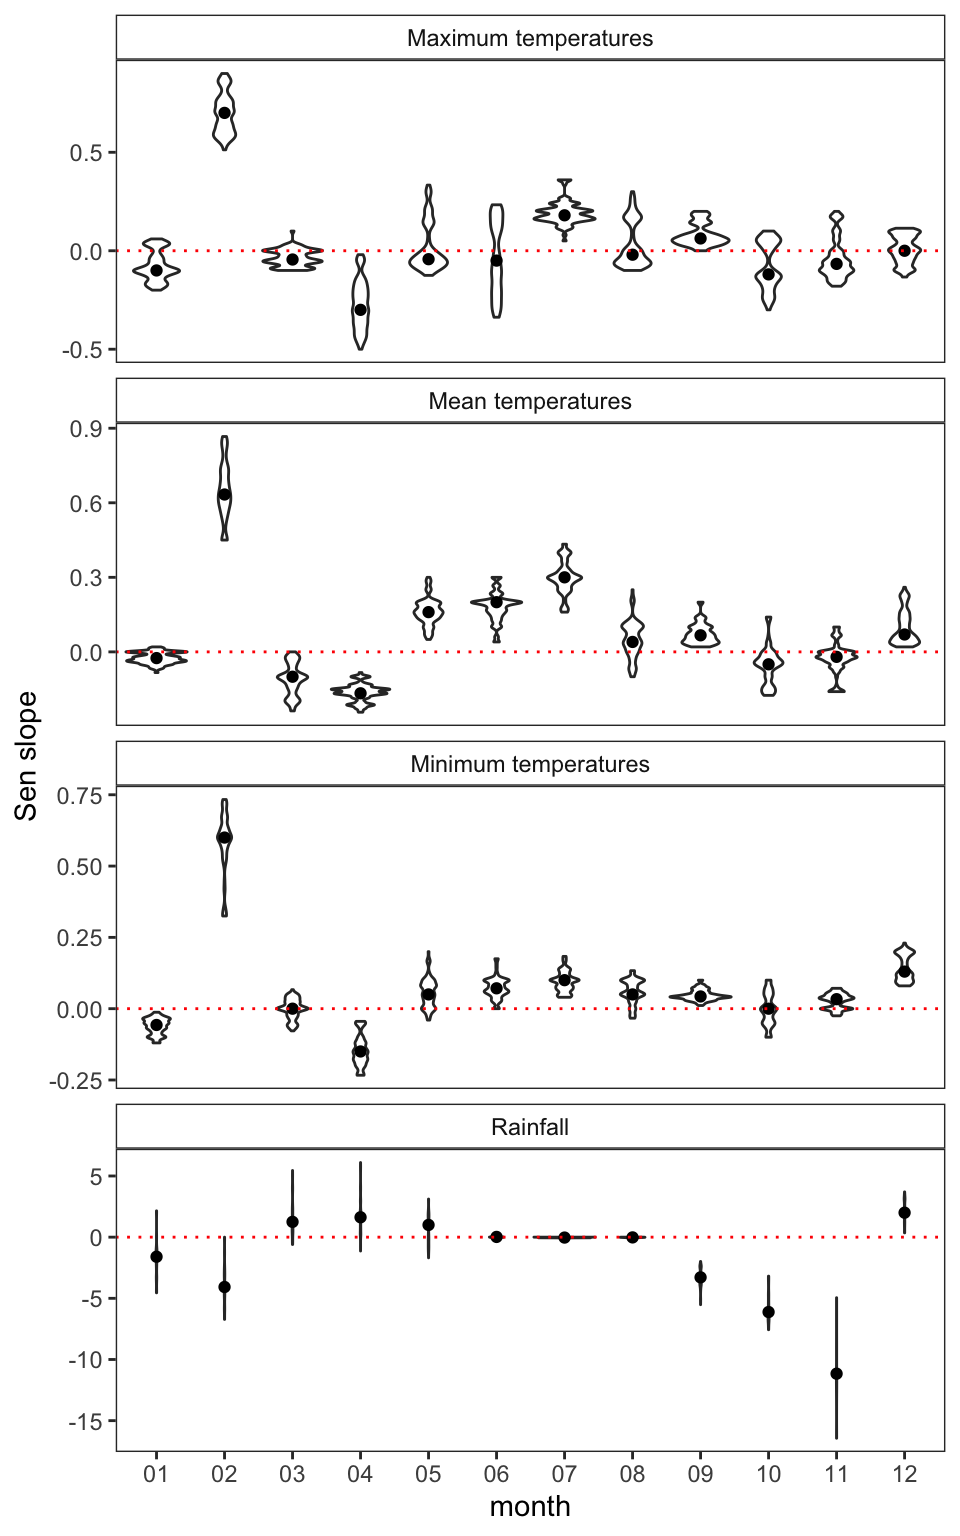 Maximum temperatures
0.5
0.0
-0.5
Mean temperatures
0.9
0.6
0.3
0.0
Sen slope
Minimum temperatures
0.75
0.50
0.25
0.00
-0.25
Rainfall
5
0
-5
-10
-15
01 02 03 04 05 06 07 08 09 10 11 12
month